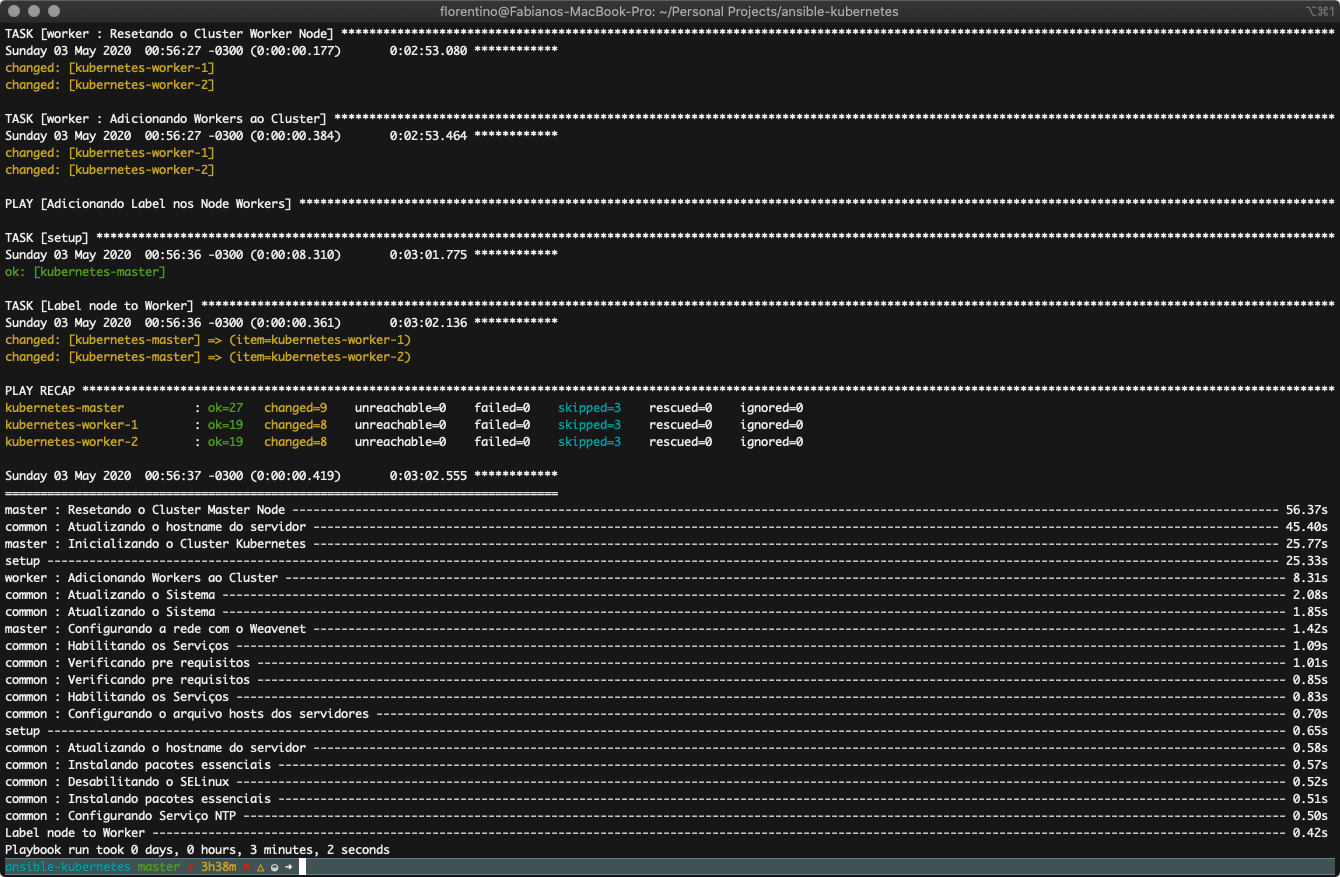 florentino@Fabianos-MacBook-Pro: ~/Personal Projects/ansible-kubernetes ⌥⌘1
TASK [worker : Resetando o Cluster Worker Node] ****************************************************************************************************************************************
Sunday 03 May 2020  00:56:27 -0300 (0:00:00.177)       0:02:53.080 ************
changed: [kubernetes-worker-1]
changed: [kubernetes-worker-2]
TASK [worker : Adicionando Workers ao Cluster] *****************************************************************************************************************************************
Sunday 03 May 2020  00:56:27 -0300 (0:00:00.384)       0:02:53.464 ************
changed: [kubernetes-worker-1]
changed: [kubernetes-worker-2]
PLAY [Adicionando Label nos Node Workers] **********************************************************************************************************************************************
TASK [setup] ***************************************************************************************************************************************************************************
Sunday 03 May 2020  00:56:36 -0300 (0:00:08.310)       0:03:01.775 ************
ok: [kubernetes-master]
TASK [Label node to Worker] ************************************************************************************************************************************************************
Sunday 03 May 2020  00:56:36 -0300 (0:00:00.361)       0:03:02.136 ************
changed: [kubernetes-master] => (item=kubernetes-worker-1)
changed: [kubernetes-master] => (item=kubernetes-worker-2)
PLAY RECAP *****************************************************************************************************************************************************************************
kubernetes-master          : ok=27   changed=9    unreachable=0    failed=0    skipped=3    rescued=0    ignored=0
kubernetes-worker-1        : ok=19   changed=8    unreachable=0    failed=0    skipped=3    rescued=0    ignored=0
kubernetes-worker-2        : ok=19   changed=8    unreachable=0    failed=0    skipped=3    rescued=0    ignored=0
Sunday 03 May 2020  00:56:37 -0300 (0:00:00.419)       0:03:02.555 ************
===============================================================================
master : Resetando o Cluster Master Node ------------------------------------------------------- 56.37s
common : Atualizando o hostname do servidor ---------------------------------------------------- 45.40s
master : Inicializando o Cluster Kubernetes ---------------------------------------------------- 25.77s
setup ------------------------------------------------------------------------------------------ 25.33s
worker : Adicionando Workers ao Cluster --------------------------------------------------------- 8.31s
common : Atualizando o Sistema ------------------------------------------------------------------ 2.08s
common : Atualizando o Sistema ------------------------------------------------------------------ 1.85s
master : Configurando a rede com o Weavenet ----------------------------------------------------- 1.42s
common : Habilitando os Serviços ---------------------------------------------------------------- 1.09s
common : Verificando pre requisitos ------------------------------------------------------------- 1.01s
common : Verificando pre requisitos ------------------------------------------------------------- 0.85s
common : Habilitando os Serviços ---------------------------------------------------------------- 0.83s
common : Configurando o arquivo hosts dos servidores -------------------------------------------- 0.70s
setup ------------------------------------------------------------------------------------------- 0.65s
common : Atualizando o hostname do servidor ----------------------------------------------------- 0.58s
common : Instalando pacotes essenciais ---------------------------------------------------------- 0.57s
common : Desabilitando o SELinux ---------------------------------------------------------------- 0.52s
common : Instalando pacotes essenciais ---------------------------------------------------------- 0.51s
common : Configurando Serviço NTP --------------------------------------------------------------- 0.50s
Label node to Worker ---------------------------------------------------------------------------- 0.42s
Playbook run took 0 days, 0 hours, 3 minutes, 2 seconds
ansible-kubernetes master ✗ 3h38m ✖ △ ◒ ➜